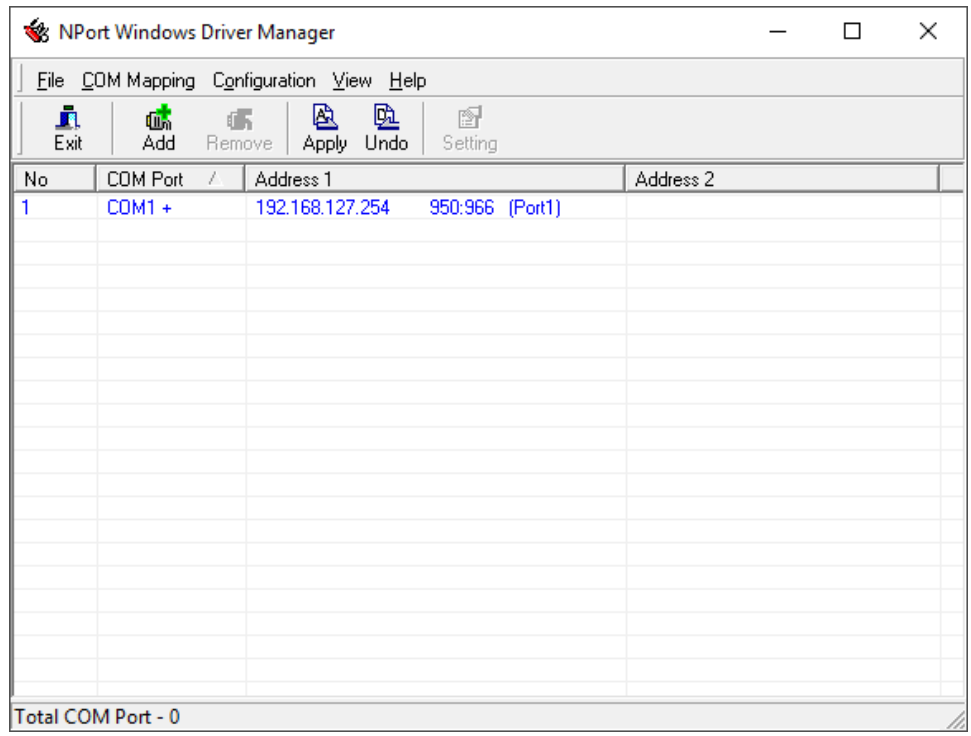 NPort Windows Driver Manager
File COM Mapping Configuration View Help
Exit Add Remove Apply Undo Setting
No COM Port Address 1 Address 2
1 COM1 + 192.168.127.254 950:966 (Port1)
Total COM Port - 0